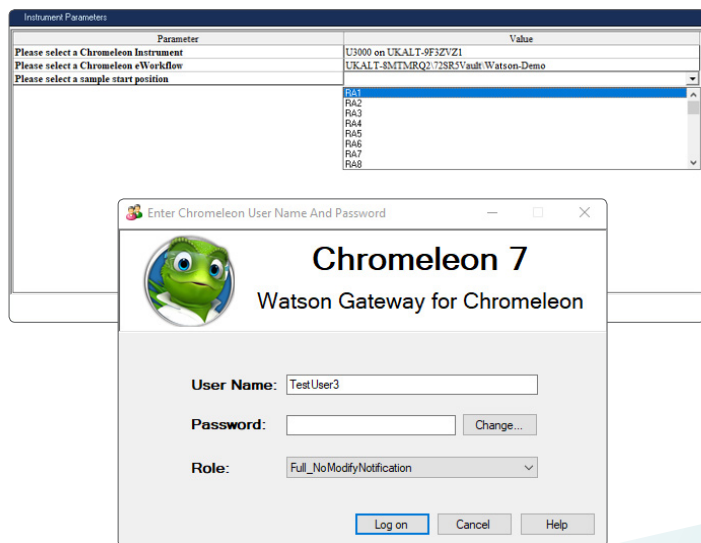 Instrument Parameters
Parameter Value
Please select a Chromeleon Instrument U3000 on UKALT-9F3ZVZ1
Please select a Chromeleon eWorkflow UKALT-8MTMRQ2\72SR5Vault\Watson-Demo
Please select a sample start position
RA1
RA2
RA3
RA4
RA5
RA6
RA7
RA8
Enter Chromeleon User Name And Password
Chromeleon 7
Watson Gateway for Chromeleon
User Name: TestUser3
Password: Change...
Role: Full_NoModifyNotification
Log on Cancel Help